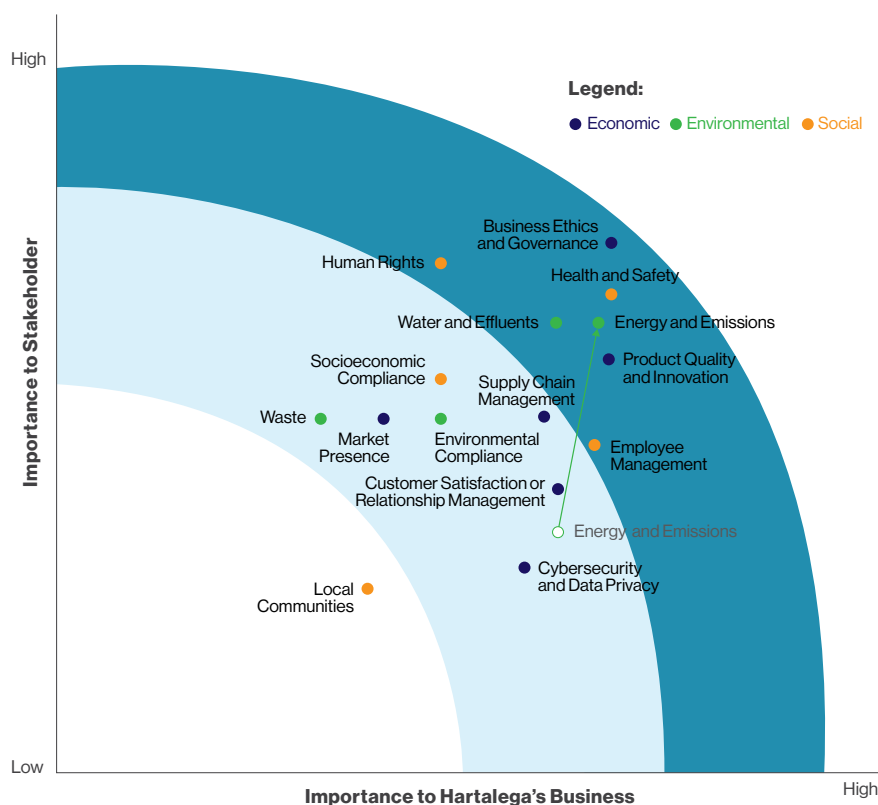 High
Legend:
Economic Environmental Social
Business Ethics
and Governance
Human Rights
Health and Safety
Water and Effluents
Energy and Emissions
Socioeconomic
Compliance
Product Quality
and Innovation
Supply Chain
Management
Waste
Market
Presence
Environmental
Compliance
Employee
Management
Customer Satisfaction or
Relationship Management
Energy and Emissions
Cybersecurity
and Data Privacy
Local
Communities
Importance to Stakeholder
Low
Importance to Hartalega's Business
High